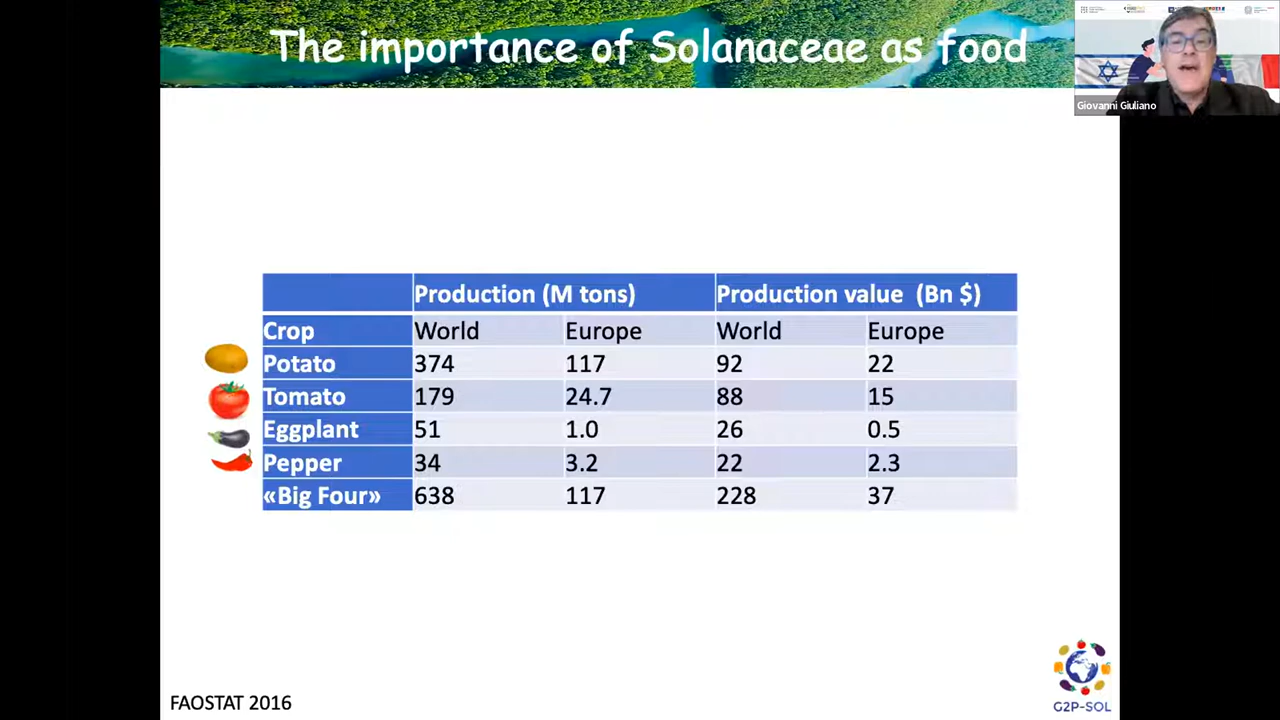 The importance of Solanaceae as food
Giovanni Giuliano
Production (M tons) Production value (Bn $)
Crop World Europe World Europe
Potato 374 117 92 22
Tomato 179 24.7 88 15
Eggplant 51 1.0 26 0.5
Pepper 34 3.2 22 2.3
«Big Four» 638 117 228 37
G2P-SOL
FAOSTAT 2016